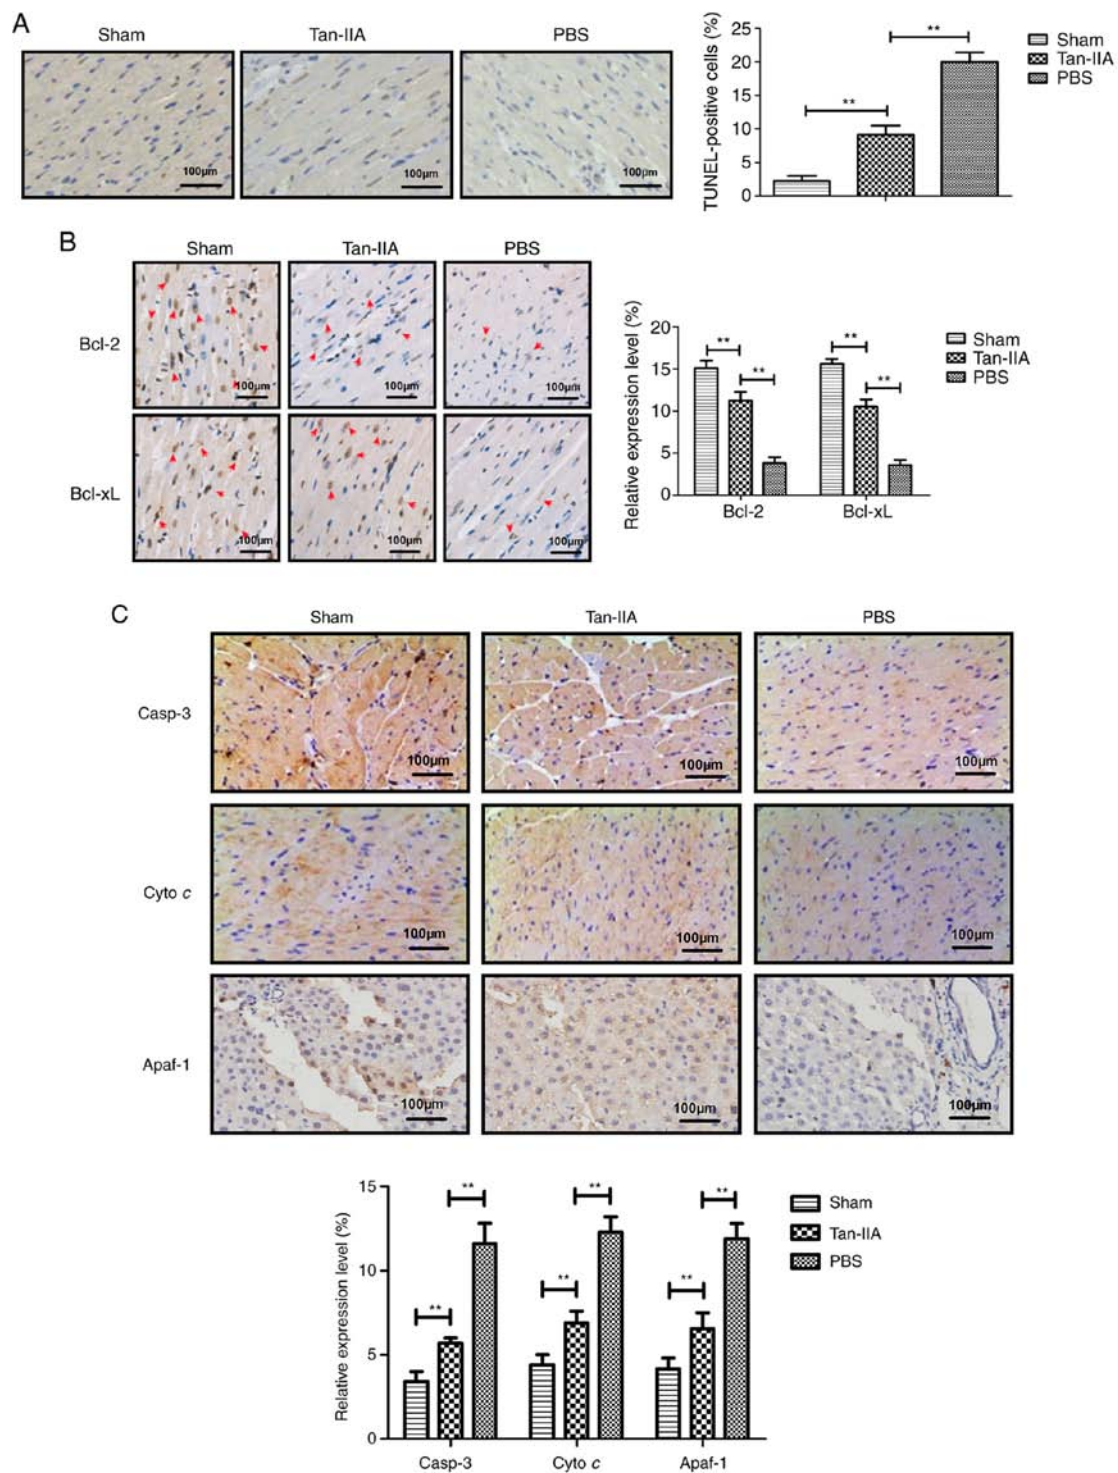 A
Sham Tan-IIA PBS
100μm 100μm 100μm
TUNEL-positive cells (%)
25
20
15
10
5
0
** **
Sham
Tan-IIA
PBS
B
Sham Tan-IIA PBS
Bcl-2
100μm 100μm 100μm
Bcl-xL
100μm 100μm 100μm
Relative expression level (%)
20
15
10
5
0
** ** ** **
Bcl-2 Bcl-xL
Sham
Tan-IIA
PBS
C
Sham Tan-IIA PBS
Casp-3
100μm 100μm 100μm
Cyto c
100μm 100μm 100μm
Apaf-1
100μm 100μm 100μm
Relative expression level (%)
15
10
5
0
** ** ** ** ** **
Casp-3 Cyto c Apaf-1
Sham
Tan-IIA
PBS